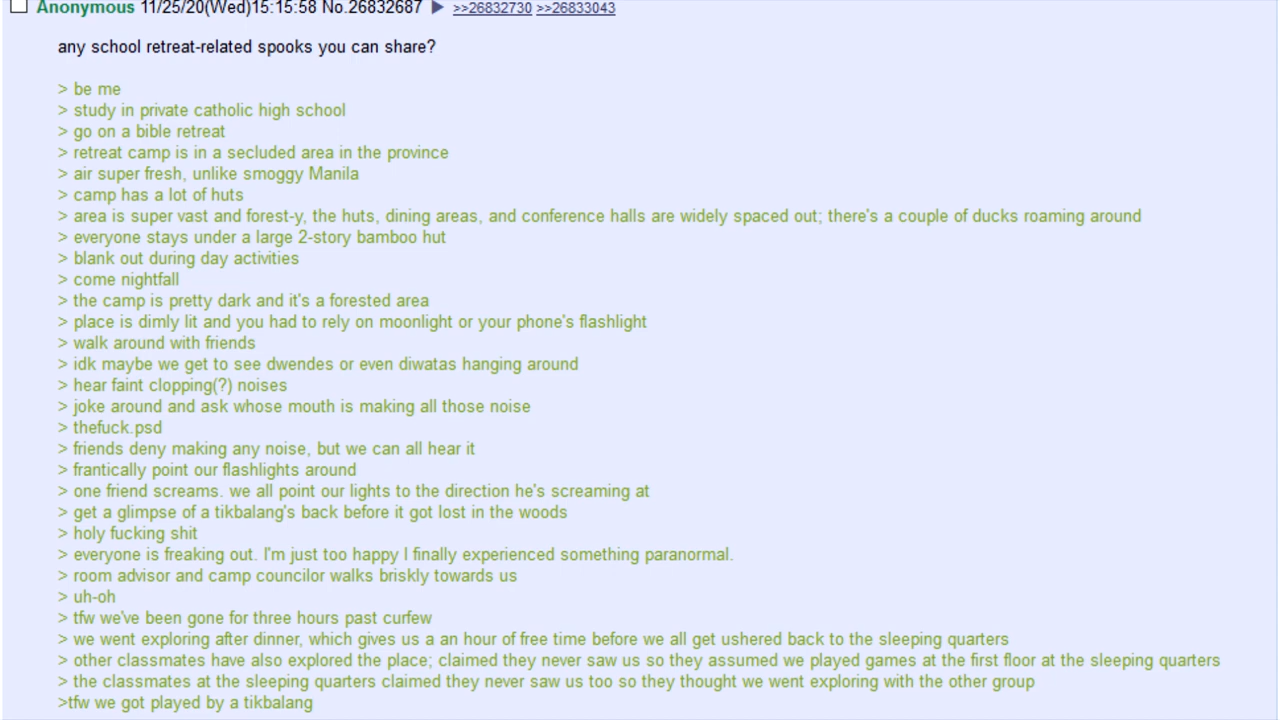 Anonymous 11/25/20(Wed)15:15:58 No.26832687 ▶ >>26832730 >>26833043
any school retreat-related spooks you can share?
> be me
> study in private catholic high school
> go on a bible retreat
> retreat camp is in a secluded area in the province
> air super fresh, unlike smoggy Manila
> camp has a lot of huts
> area is super vast and forest-y, the huts, dining areas, and conference halls are widely spaced out; there's a couple of ducks roaming around
> everyone stays under a large 2-story bamboo hut
> blank out during day activities
> come nightfall
> the camp is pretty dark and it's a forested area
> place is dimly lit and you had to rely on moonlight or your phone's flashlight
> walk around with friends
> idk maybe we get to see dwendes or even diwatas hanging around
> hear faint clopping(?) noises
> joke around and ask whose mouth is making all those noise
> thefuck.psd
> friends deny making any noise, but we can all hear it
> frantically point our flashlights around
> one friend screams. we all point our lights to the direction he's screaming at
> get a glimpse of a tikbalang's back before it got lost in the woods
> holy fucking shit
> everyone is freaking out. I'm just too happy I finally experienced something paranormal.
> room advisor and camp councilor walks briskly towards us
> uh-oh
> tfw we've been gone for three hours past curfew
> we went exploring after dinner, which gives us a an hour of free time before we all get ushered back to the sleeping quarters
> other classmates have also explored the place; claimed they never saw us so they assumed we played games at the first floor at the sleeping quarters
> the classmates at the sleeping quarters claimed they never saw us too so they thought we went exploring with the other group
>tfw we got played by a tikbalang